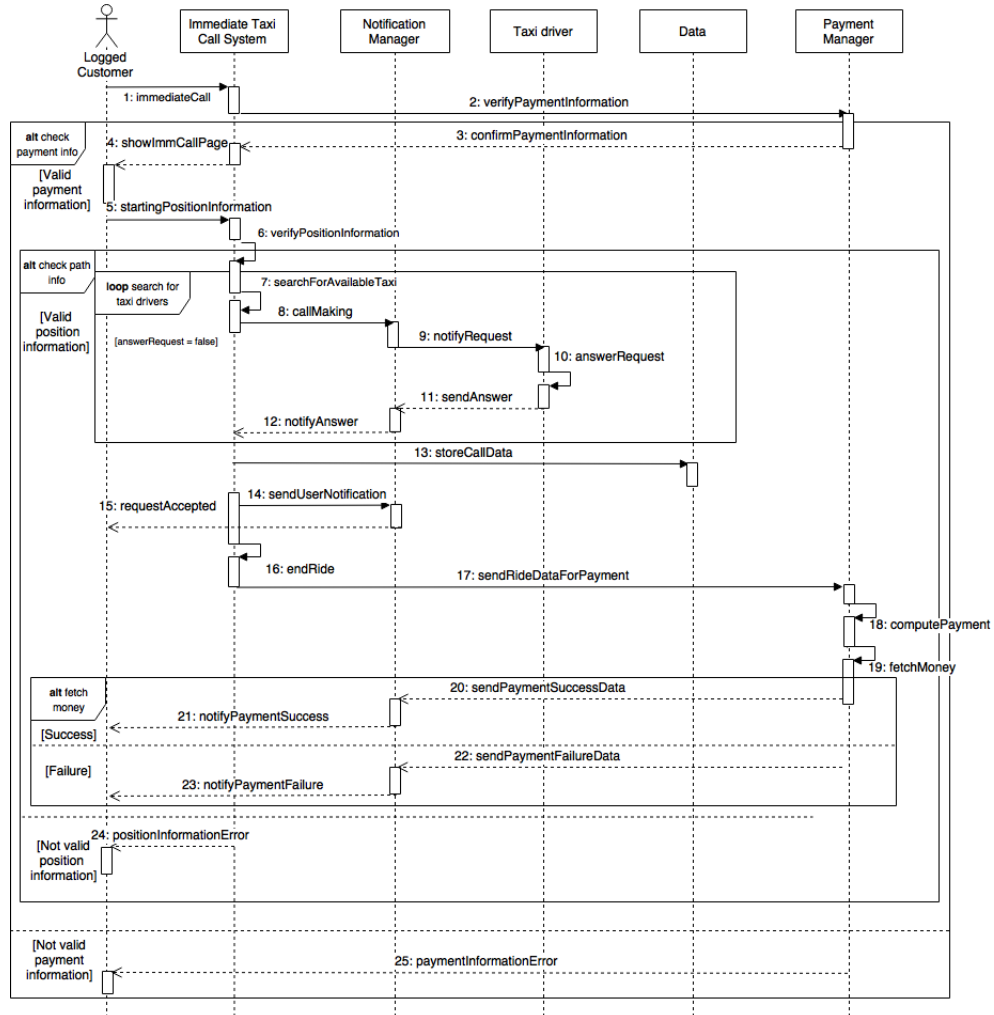 Immediate Taxi
Call System
Notification
Manager
Taxi driver
Data
Payment
Manager
Logged
Customer
1: immediateCall
2: verifyPaymentInformation
alt check
payment info
3: confirmPaymentInformation
4: showImmCallPage
[Valid
payment
information]
5: startingPositionInformation
6: verifyPositionInformation
alt check path
info
loop search for
taxi drivers
7: searchForAvailableTaxi
[Valid
position
information]
8: callMaking
[answerRequest = false]
9: notifyRequest
10: answerRequest
11: sendAnswer
12: notifyAnswer
13: storeCallData
14: sendUserNotification
15: requestAccepted
16: endRide
17: sendRideDataForPayment
18: computePayment
19: fetchMoney
alt fetch
money
20: sendPaymentSuccessData
21: notifyPaymentSuccess
[Success]
22: sendPaymentFailureData
[Failure]
23: notifyPaymentFailure
24: positionInformationError
[Not valid
position
information]
[Not valid
payment
information]
25: paymentInformationError